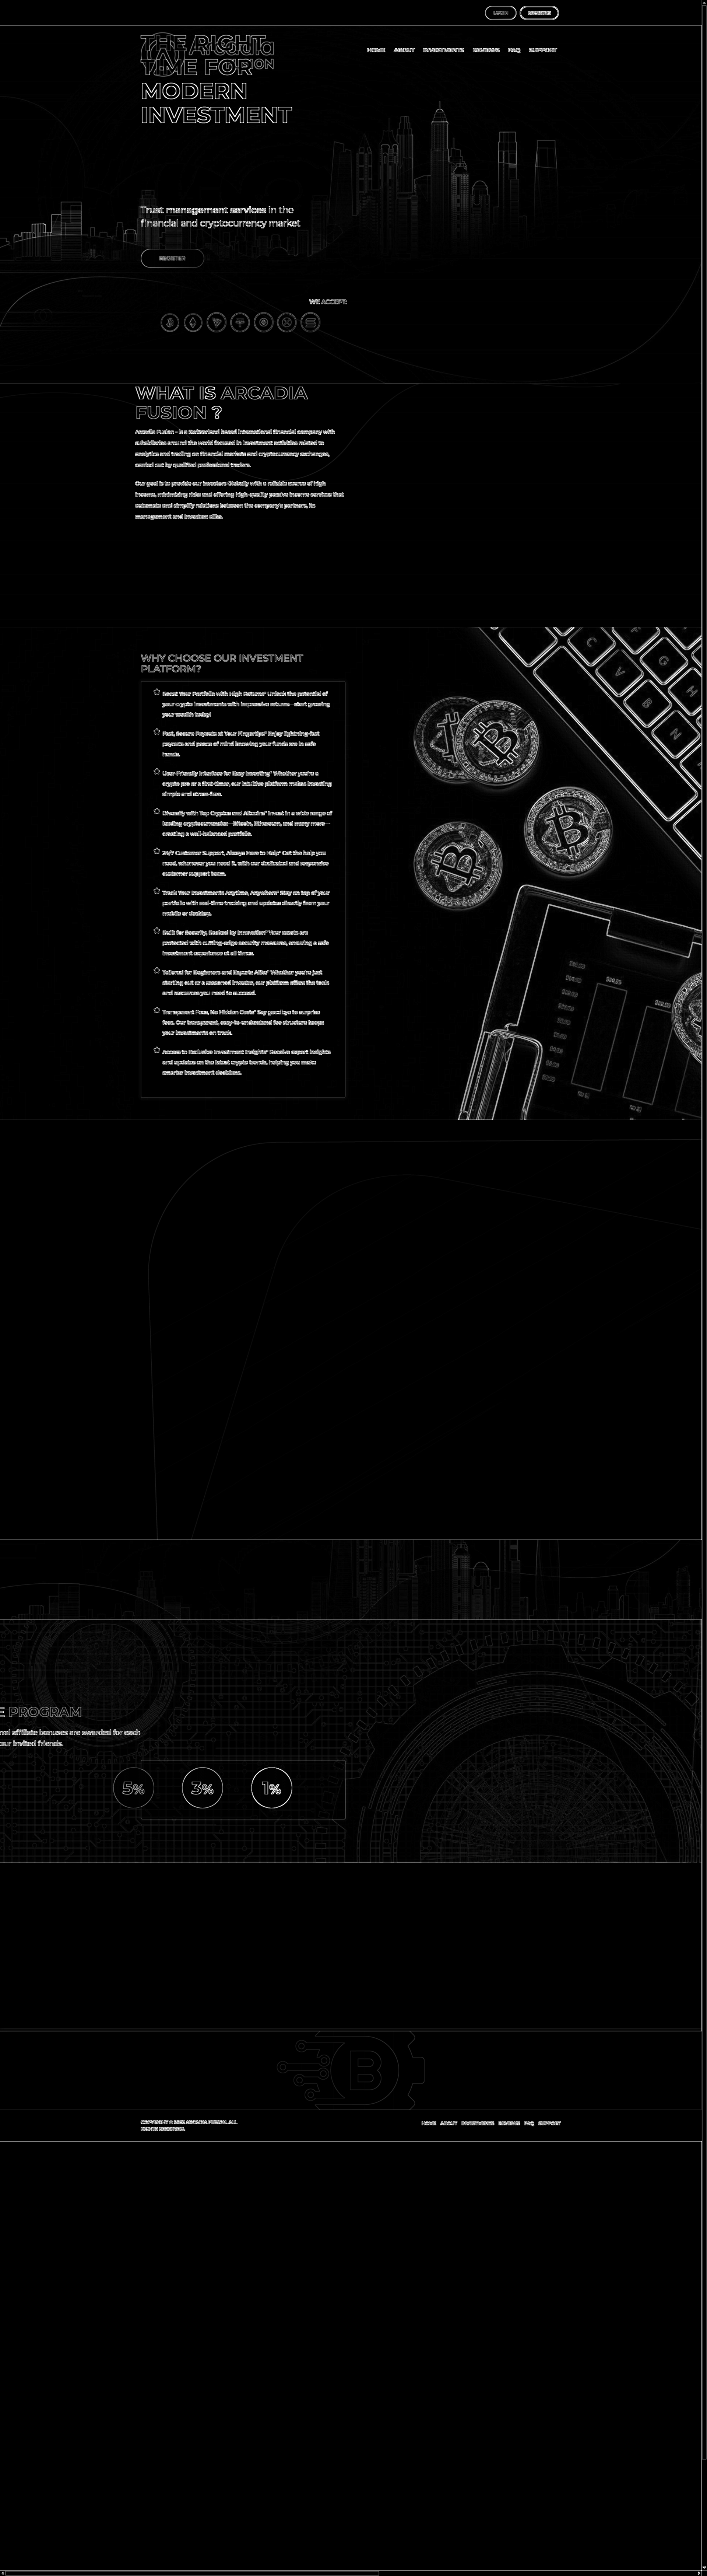 LOGIN
REGISTER
HOME ABOUT INVESTMENTS REVIEWS FAQ SUPPORT
THE RIGHT
TIME FOR
MODERN
INVESTMENT
Trust management services in the
financial and cryptocurrency market
REGISTER
WE ACCEPT:
WHAT IS ARCADIA
FUSION ?
Arcadia Fusion - is a Switzerland based international financial company with
subsidiaries around the world focused in investment activities related to
analytics and trading on financial markets and cryptocurrency exchanges,
carried out by qualified professional traders.
Our goal is to provide our investors Globally with a reliable source of high
income, minimizing risks and offering high-quality passive income services that
automate and simplify relations between the company's partners, its
management and investors alike.
WHY CHOOSE OUR INVESTMENT
PLATFORM?
Boost Your Portfolio with High Returns" Unlock the potential of
your crypto investments with impressive returns—start growing
your wealth today!
Fast, Secure Payouts at Your Fingertips" Enjoy lightning-fast
payouts and peace of mind knowing your funds are in safe
hands.
User-Friendly Interface for Easy Investing" Whether you're a
crypto pro or a first-timer, our intuitive platform makes investing
simple and stress-free.
Diversify with Top Cryptos and Altcoins" Invest in a wide range of
leading cryptocurrencies—Bitcoin, Ethereum, and many more—
creating a well-balanced portfolio.
24/7 Customer Support, Always Here to Help" Get the help you
need, whenever you need it, with our dedicated and responsive
customer support team.
Track Your Investments Anytime, Anywhere" Stay on top of your
portfolio with real-time tracking and updates directly from your
mobile or desktop.
Built for Security, Backed by Innovation" Your assets are
protected with cutting-edge security measures, ensuring a safe
investment experience at all times.
Tailored for Beginners and Experts Alike" Whether you're just
starting out or a seasoned investor, our platform offers the tools
and resources you need to succeed.
Transparent Fees, No Hidden Costs" Say goodbye to surprise
fees. Our transparent, easy-to-understand fee structure keeps
your investments on track.
Access to Exclusive Investment Insights" Receive expert insights
and updates on the latest crypto trends, helping you make
smarter investment decisions.
E PROGRAM
rral affiliate bonuses are awarded for each
our invited friends.
5% 3% 1%
COPYRIGHT © ARCADIA FUSION. ALL
RIGHTS RESERVED.
HOME ABOUT INVESTMENTS REVIEWS FAQ SUPPORT